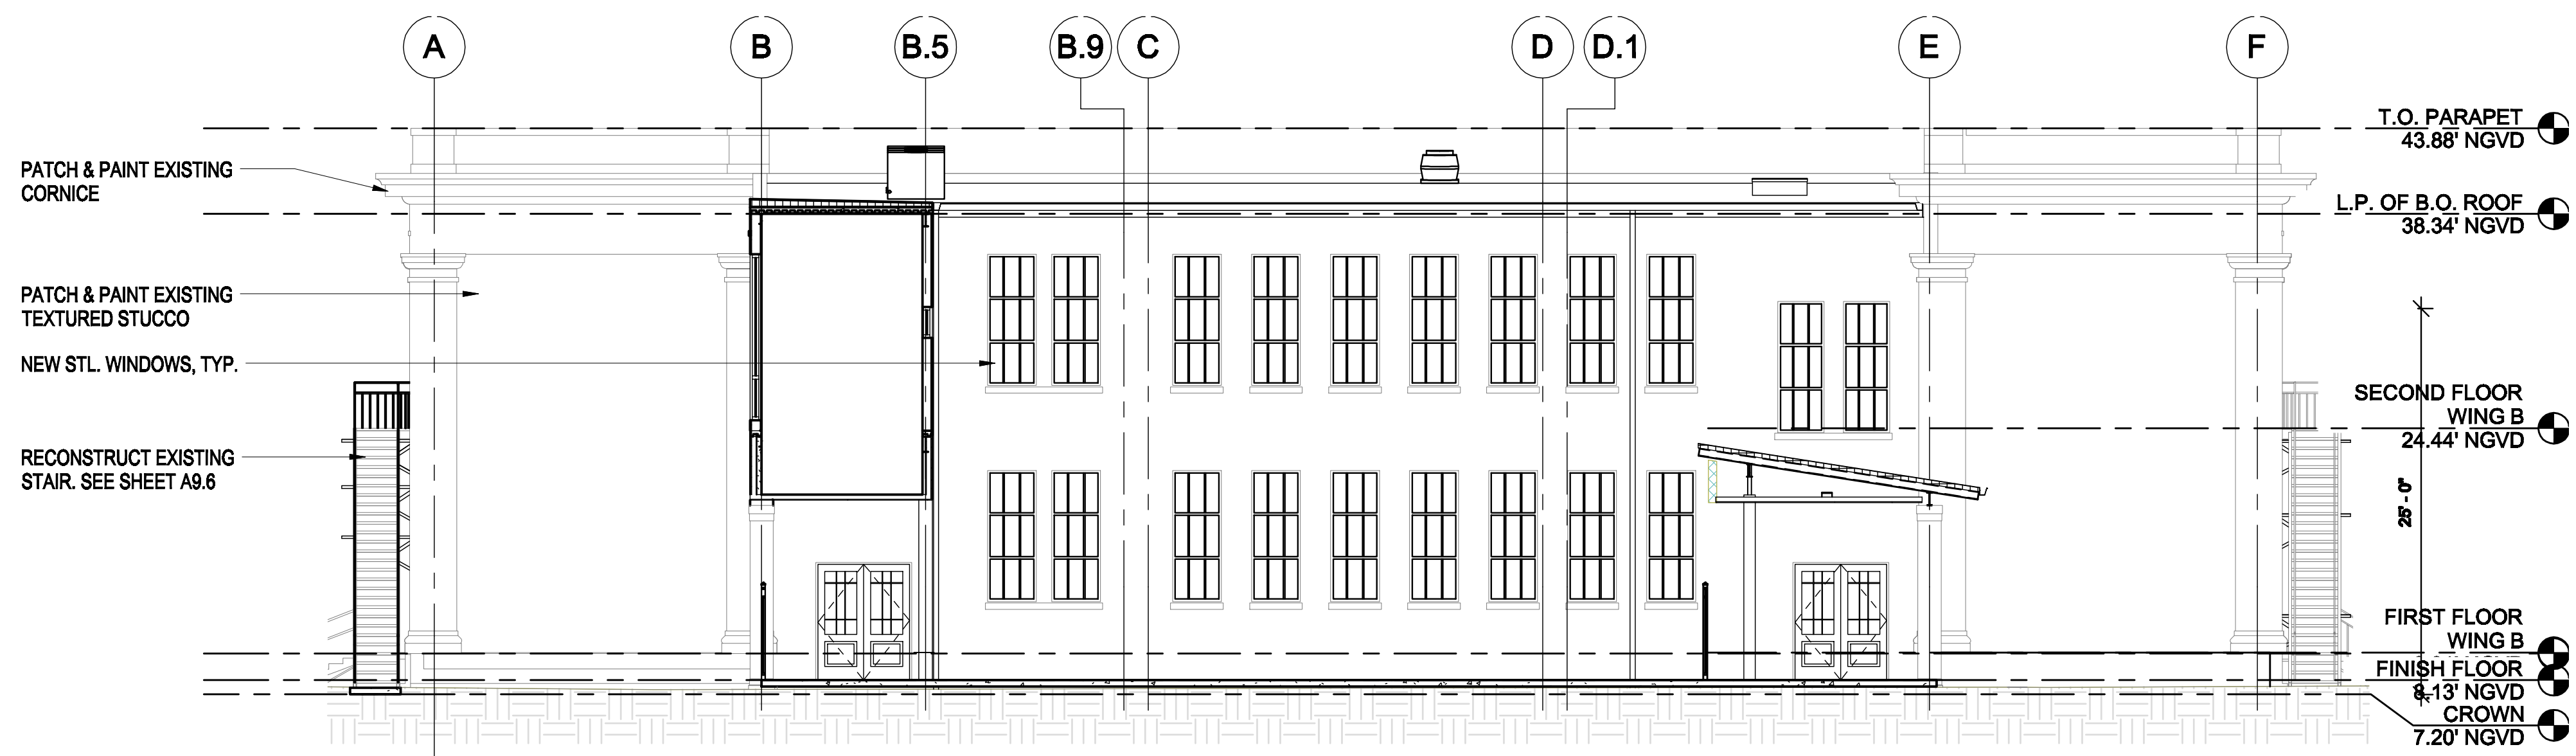 A
B
B.5
B.9
C
D
D.1
E
F
T.O. PARAPET
43.88' NGVD
PATCH & PAINT EXISTING
CORNICE
L.P. OF B.O. ROOF
38.34' NGVD
PATCH & PAINT EXISTING
TEXTURED STUCCO
NEW STL. WINDOWS, TYP.
SECOND FLOOR
WING B
24.44' NGVD
RECONSTRUCT EXISTING
STAIR. SEE SHEET A9.6
25' - 0"
FIRST FLOOR
WING B
FINISH FLOOR
8.13' NGVD
CROWN
7.20' NGVD